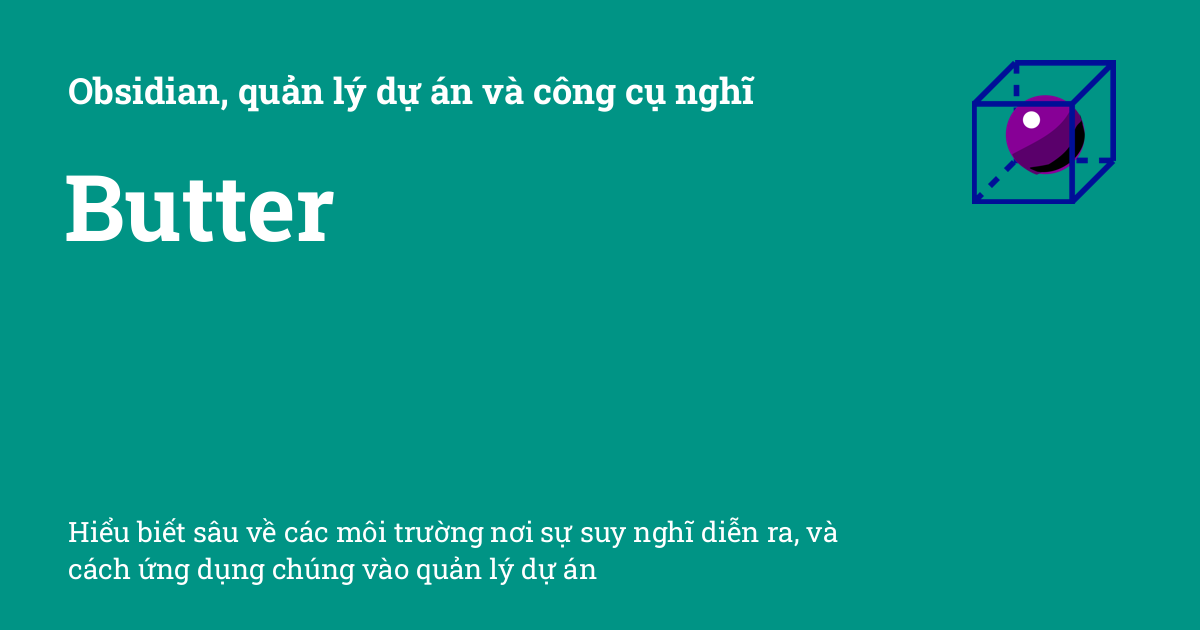 Obsidian, quản lý dự án và công cụ nghĩ
Butter
Hiểu biết sâu về các môi trường nơi sự suy nghĩ diễn ra, và
cách ứng dụng chúng vào quản lý dự án